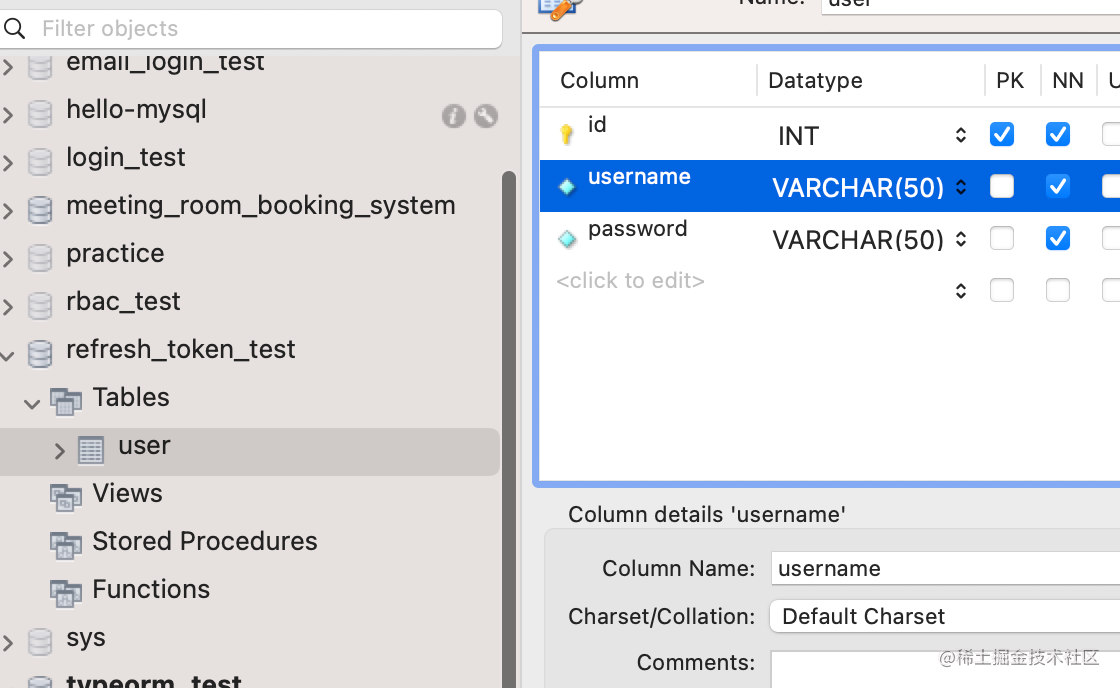 Filter objects
email_login_test
hello-mysql
login_test
meeting_room_booking_system
practice
rbac_test
refresh_token_test
Tables
user
Views
Stored Procedures
Functions
sys
typeorm_test
Name: user
Column Datatype PK NN U
id INT
username VARCHAR(50)
password VARCHAR(50)
<click to edit>
Column details 'username'
Column Name: username
Charset/Collation: Default Charset
Comments:
@稀土掘金技术社区